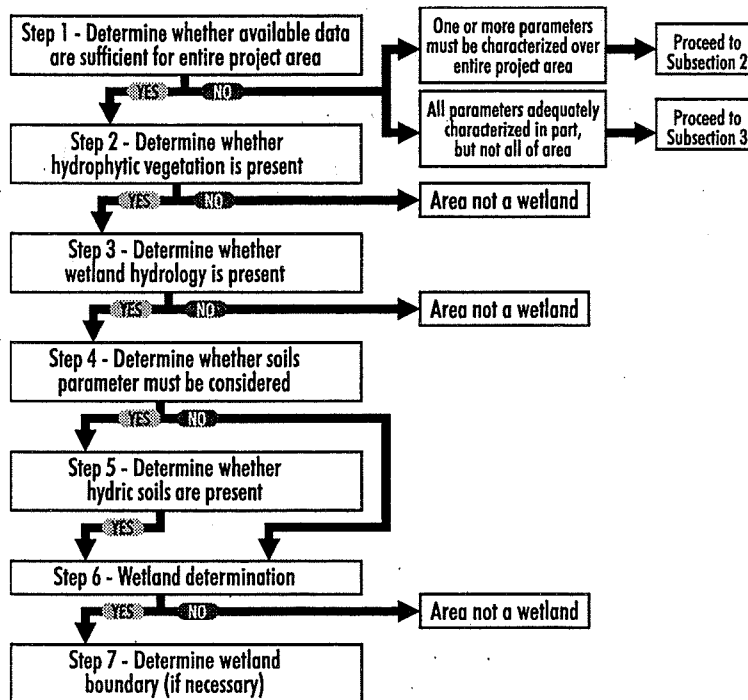 Step 1 - Determine whether available data
are sufficient for entire project area
One or more parameters
must be characterized over
entire project area
Proceed to
Subsection 2
YES
NO
All parameters adequately
characterized in part,
but not all of area
Proceed to
Subsection 3
Step 2 - Determine whether
hydrophytic vegetation is present
YES
NO
Area not a wetland
Step 3 - Determine whether
wetland hydrology is present
YES
NO
Area not a wetland
Step 4 - Determine whether soils
parameter must be considered
YES
NO
Step 5 - Determine whether
hydric soils are present
YES
Step 6 - Wetland determination
YES
NO
Area not a wetland
Step 7 - Determine wetland
boundary (if necessary)